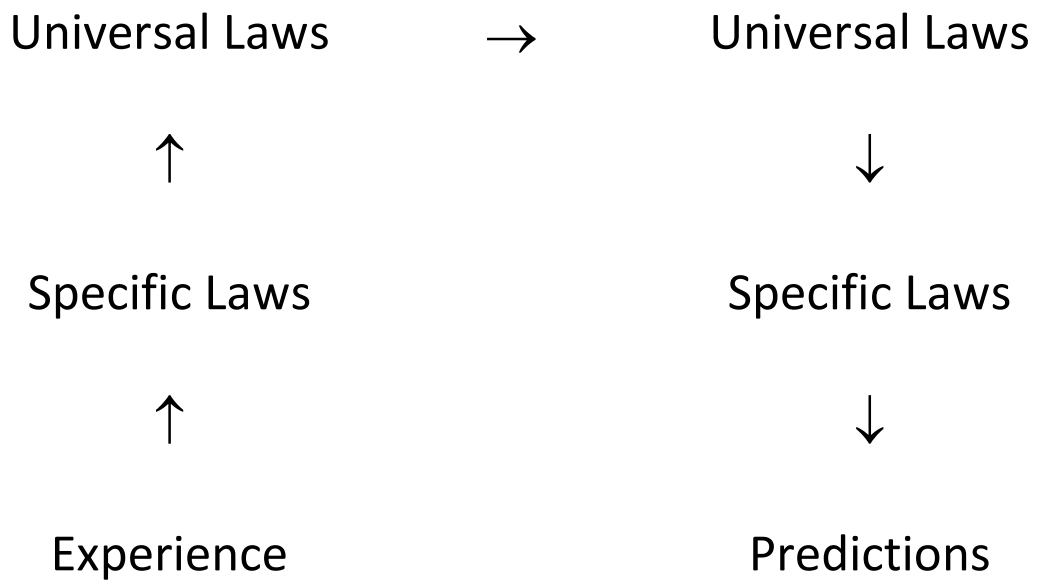 Universal Laws → Universal Laws
↑ ↓
Specific Laws Specific Laws
↑ ↓
Experience Predictions